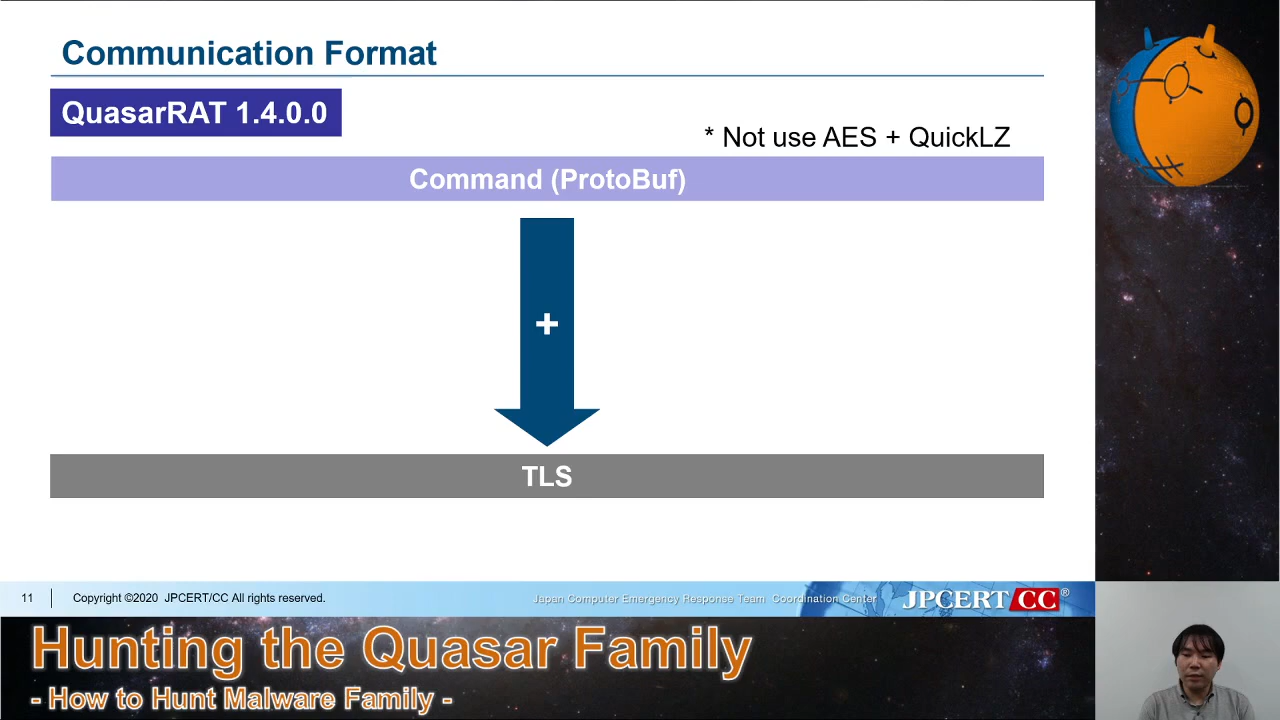 Communication Format
QuasarRAT 1.4.0.0
* Not use AES + QuickLZ
Command (ProtoBuf)
+
TLS
11
Copyright ©2020 JPCERT/CC All rights reserved.
Japan Computer Emergency Response Team Coordination Center
JPCERT CC®
Hunting the Quasar Family
- How to Hunt Malware Family -